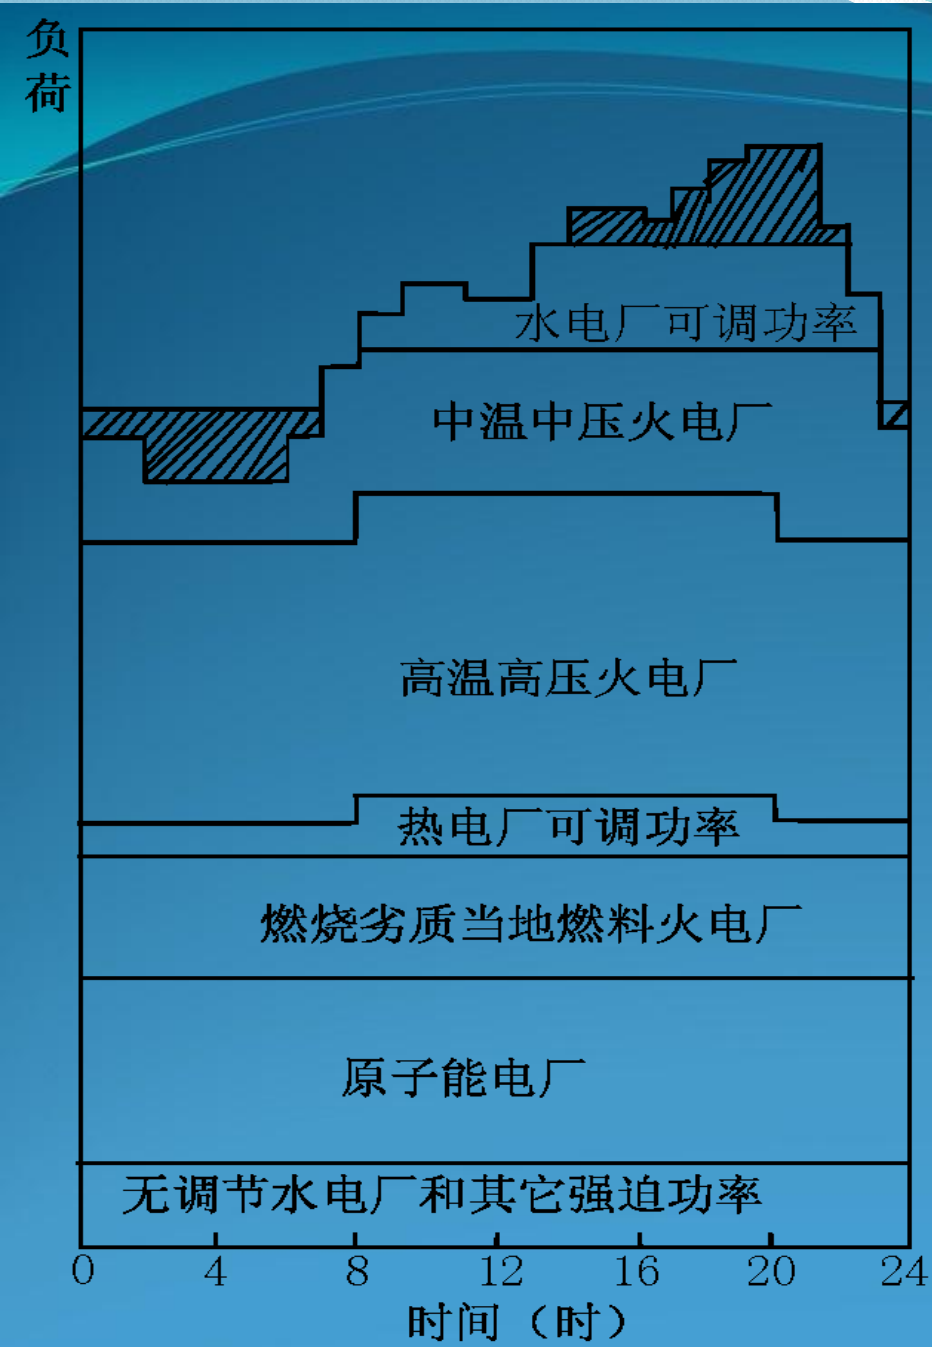 负荷
水电厂可调功率
中温中压火电厂
高温高压火电厂
热电厂可调功率
燃烧劣质当地燃料火电厂
原子能电厂
无调节水电厂和其它强迫功率
0 4 8 12 16 20 24
时间（时）